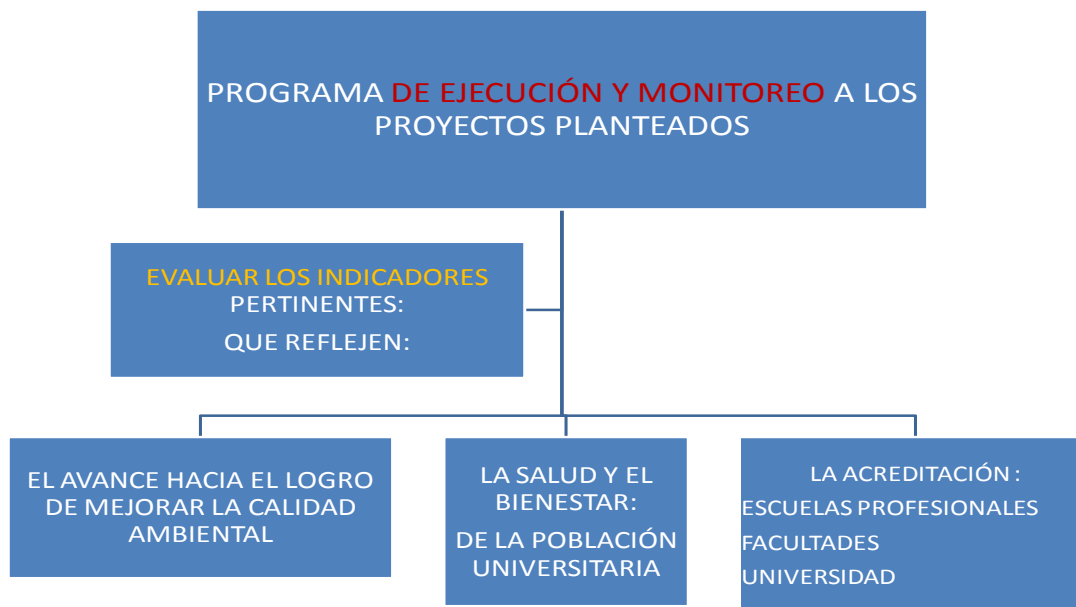 PROGRAMA DE EJECUCIÓN Y MONITOREO A LOS
PROYECTOS PLANTEADOS
EVALUAR LOS INDICADORES
PERTINENTES:
QUE REFLEJEN:
EL AVANCE HACIA EL LOGRO
DE MEJORAR LA CALIDAD
AMBIENTAL
LA SALUD Y EL
BIENESTAR:
DE LA POBLACIÓN
UNIVERSITARIA
LA ACREDITACIÓN :
ESCUELAS PROFESIONALES
FACULTADES
UNIVERSIDAD